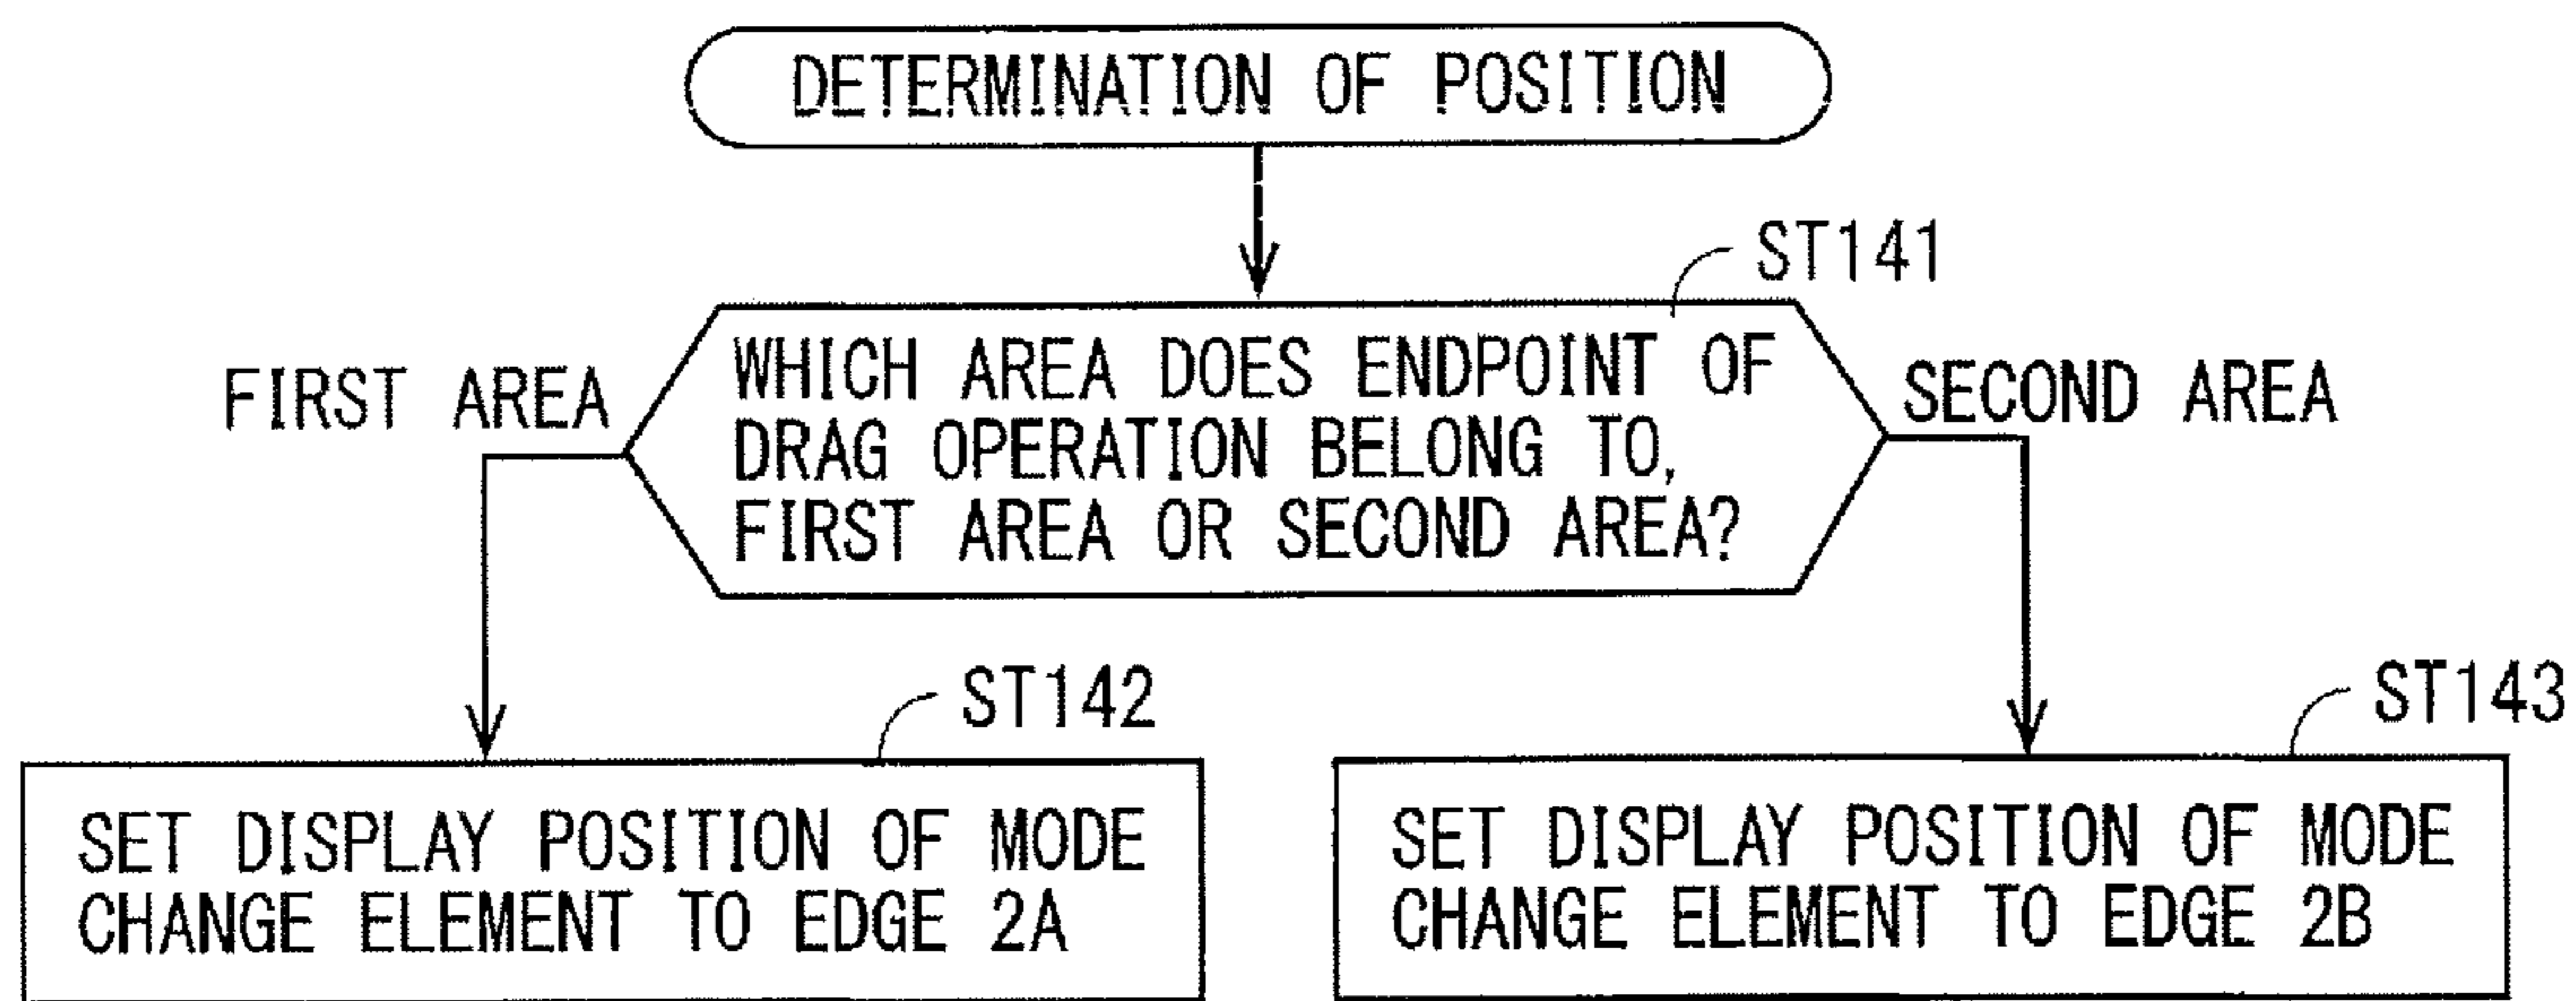 DETERMINATION OF POSITION
ST141
WHICH AREA DOES ENDPOINT OF
DRAG OPERATION BELONG TO,
FIRST AREA OR SECOND AREA?
FIRST AREA
SECOND AREA
ST142
SET DISPLAY POSITION OF MODE
CHANGE ELEMENT TO EDGE 2A
ST143
SET DISPLAY POSITION OF MODE
CHANGE ELEMENT TO EDGE 2B